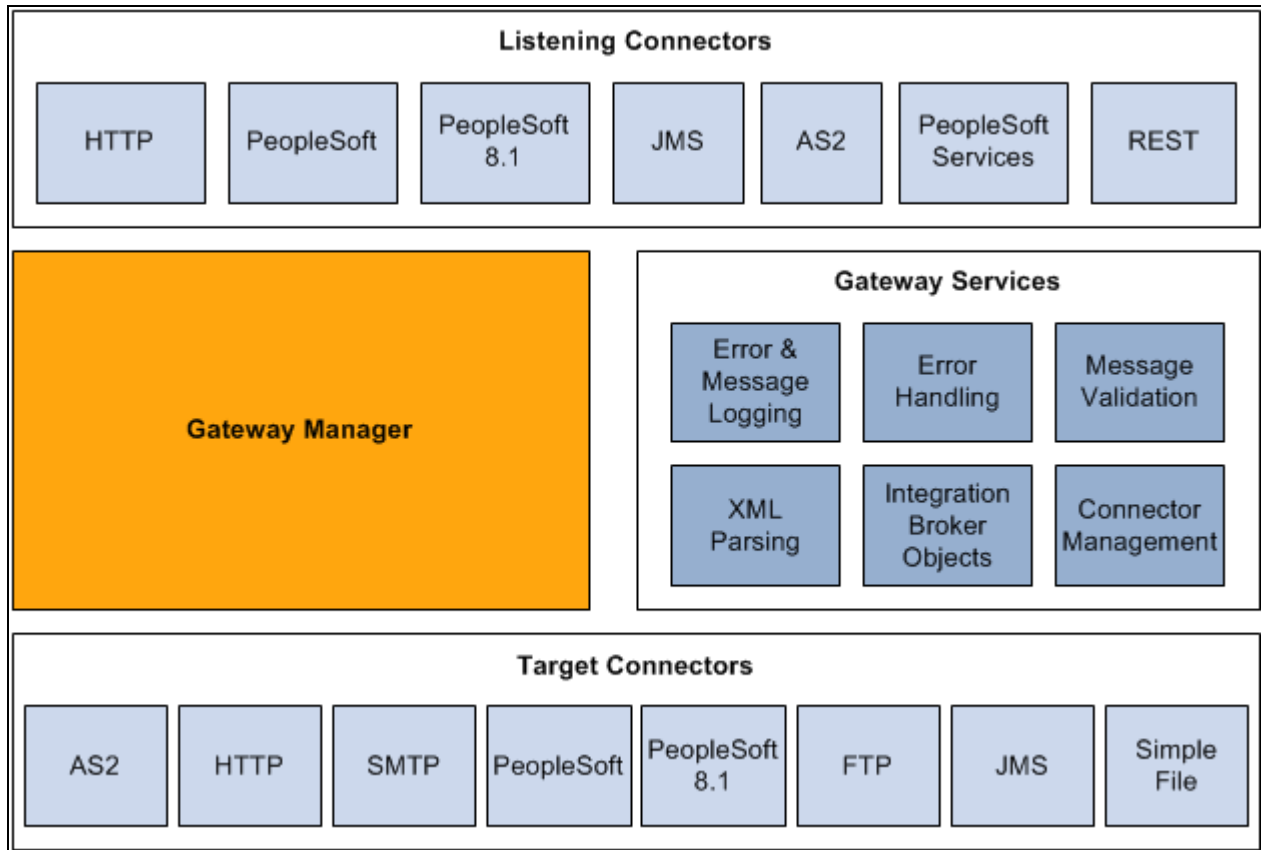 Listening Connectors
HTTP
PeopleSoft
PeopleSoft
8.1
JMS
AS2
PeopleSoft
Services
REST
Gateway Manager
Gateway Services
Error &
Message
Logging
Error
Handling
Message
Validation
XML
Parsing
Integration
Broker
Objects
Connector
Management
Target Connectors
AS2
HTTP
SMTP
PeopleSoft
PeopleSoft
8.1
FTP
JMS
Simple
File